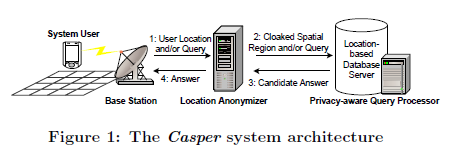 System User
1: User Location
and/or Query
2: Cloaked Spatial
Region and/or Query
Location-
based
Database
Server
4: Answer
3: Candidate Answer
Base Station
Location Anonymizer
Privacy-aware Query Processor
Figure 1: The Casper system architecture